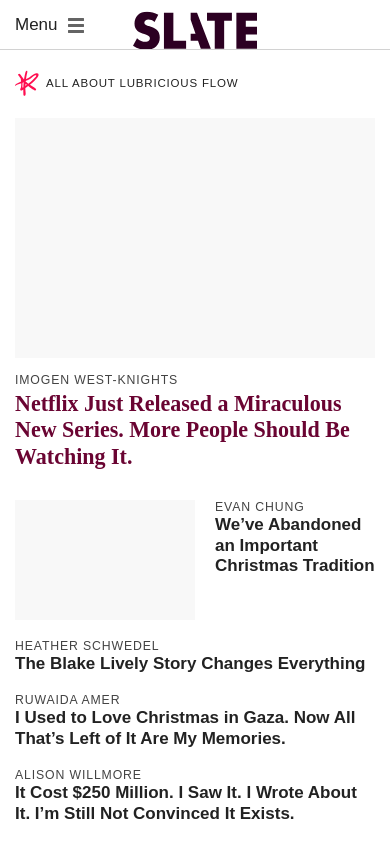 Menu
SLATE
ALL ABOUT LUBRICIOUS FLOW
IMOGEN WEST-KNIGHTS
Netflix Just Released a Miraculous
New Series. More People Should Be
Watching It.
EVAN CHUNG
We’ve Abandoned
an Important
Christmas Tradition
HEATHER SCHWEDEL
The Blake Lively Story Changes Everything
RUWAIDA AMER
I Used to Love Christmas in Gaza. Now All
That’s Left of It Are My Memories.
ALISON WILLMORE
It Cost $250 Million. I Saw It. I Wrote About
It. I’m Still Not Convinced It Exists.